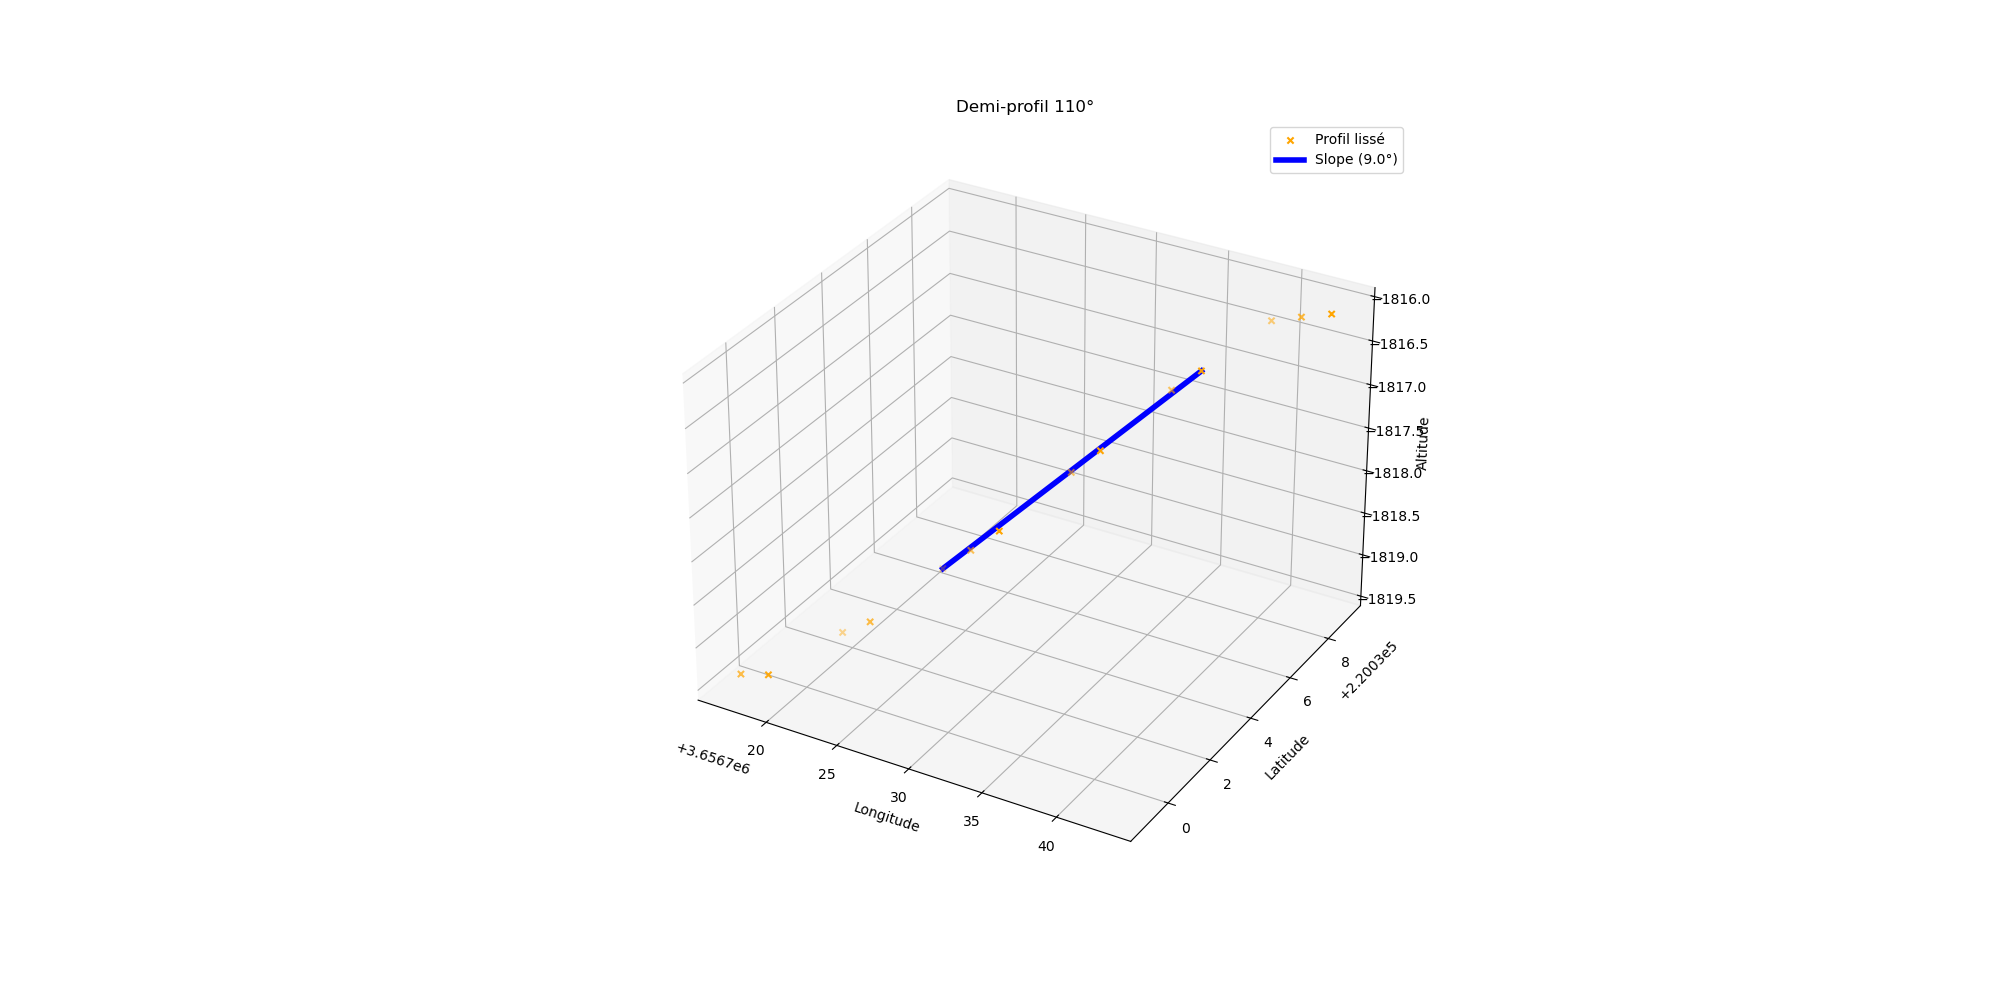 Demi-profil 110°
Profil lissé
Slope (9.0°)
−1816.0
−1816.5
−1817.0
−1817.5
−1818.0
−1818.5
−1819.0
−1819.5
Altitude
8
6
4
2
0
+2.2003e5
Latitude
20
25
30
35
40
+3.6567e6
Longitude